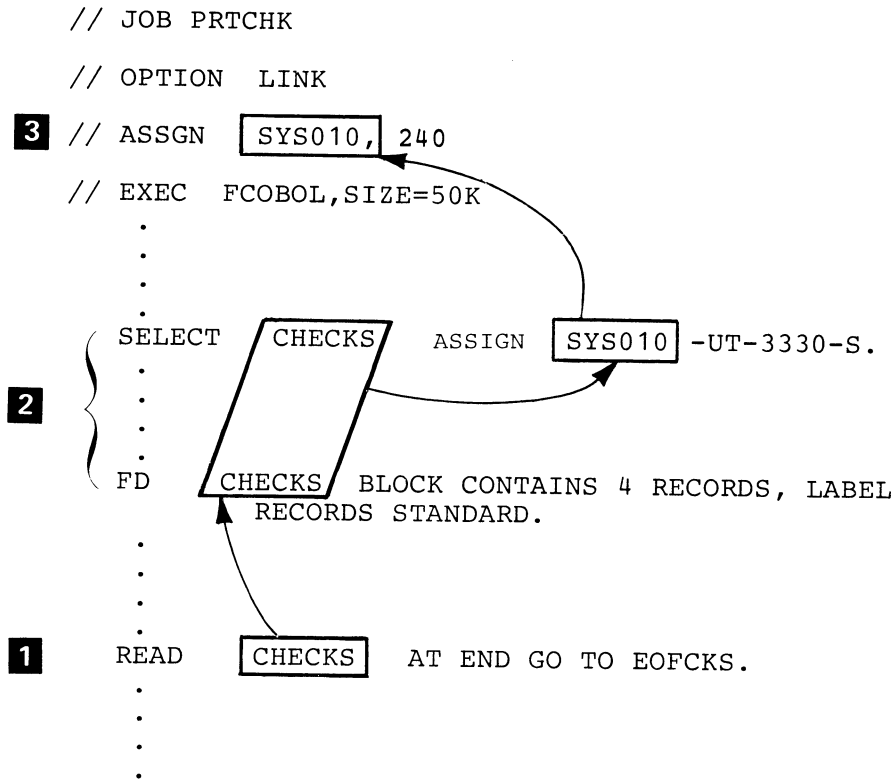 // JOB PRTCHK
// OPTION LINK
3 // ASSGN SYS010, 240
// EXEC FCOBOL,SIZE=50K
SELECT CHECKS ASSIGN SYS010 -UT-3330-S.
2
FD CHECKS BLOCK CONTAINS 4 RECORDS, LABEL
RECORDS STANDARD.
1 READ CHECKS AT END GO TO EOFCKS.